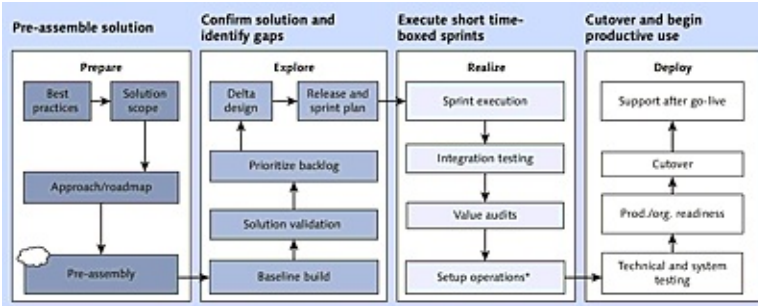 Pre-assemble solution
Confirm solution and
identify gaps
Execute short time-
boxed sprints
Cutover and begin
productive use
Prepare
Best
practices
Solution
scope
Approach/roadmap
Pre-assembly
Explore
Delta
design
Release and
sprint plan
Prioritize backlog
Solution validation
Baseline build
Realize
Sprint execution
Integration testing
Value audits
Setup operations*
Deploy
Support after go-live
Cutover
Prod./org. readiness
Technical and system
testing